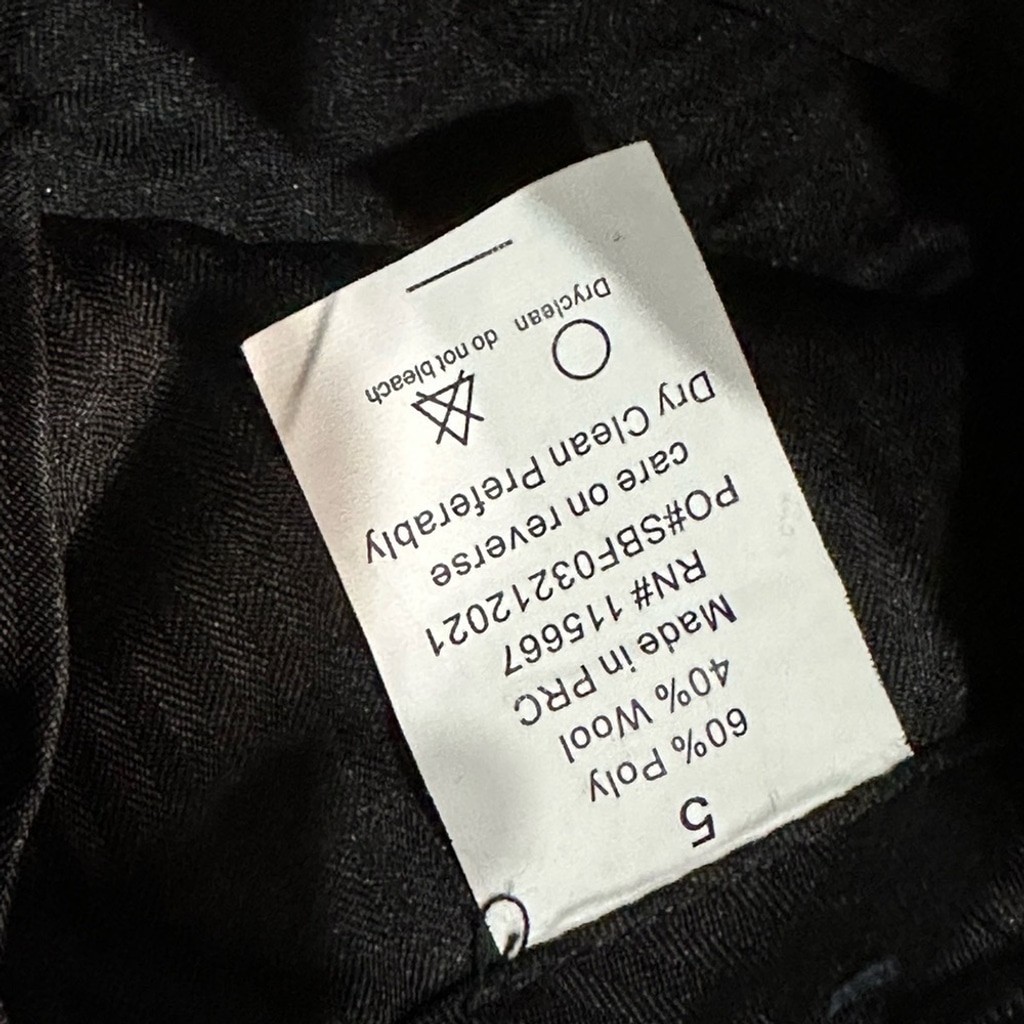 5
60% Poly
40% Wool
Made in PRC
RN# 115667
PO#SBF03212021
care on reverse
Dry Clean Preferably
Dryclean do not bleach